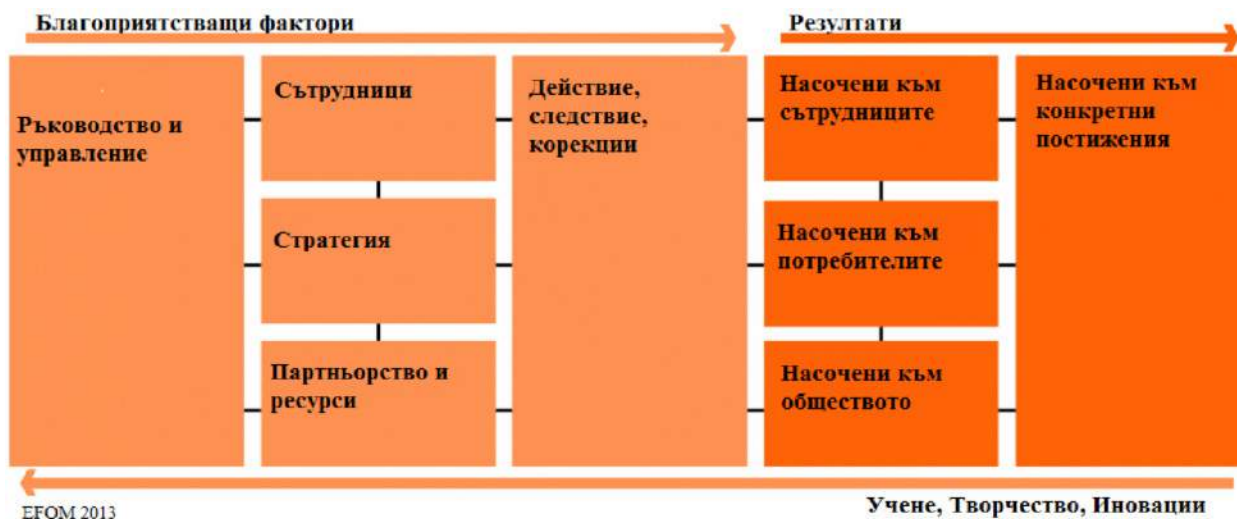 Благоприятстващи фактори
Резултати
Ръководство и
управление
Сътрудници
Стратегия
Партньорство и
ресурси
Действие,
следствие,
корекции
Насочени към
сътрудниците
Насочени към
потребителите
Насочени към
обществото
Насочени към
конкретни
постижения
Учене, Творчество, Иновации
EFOM 2013